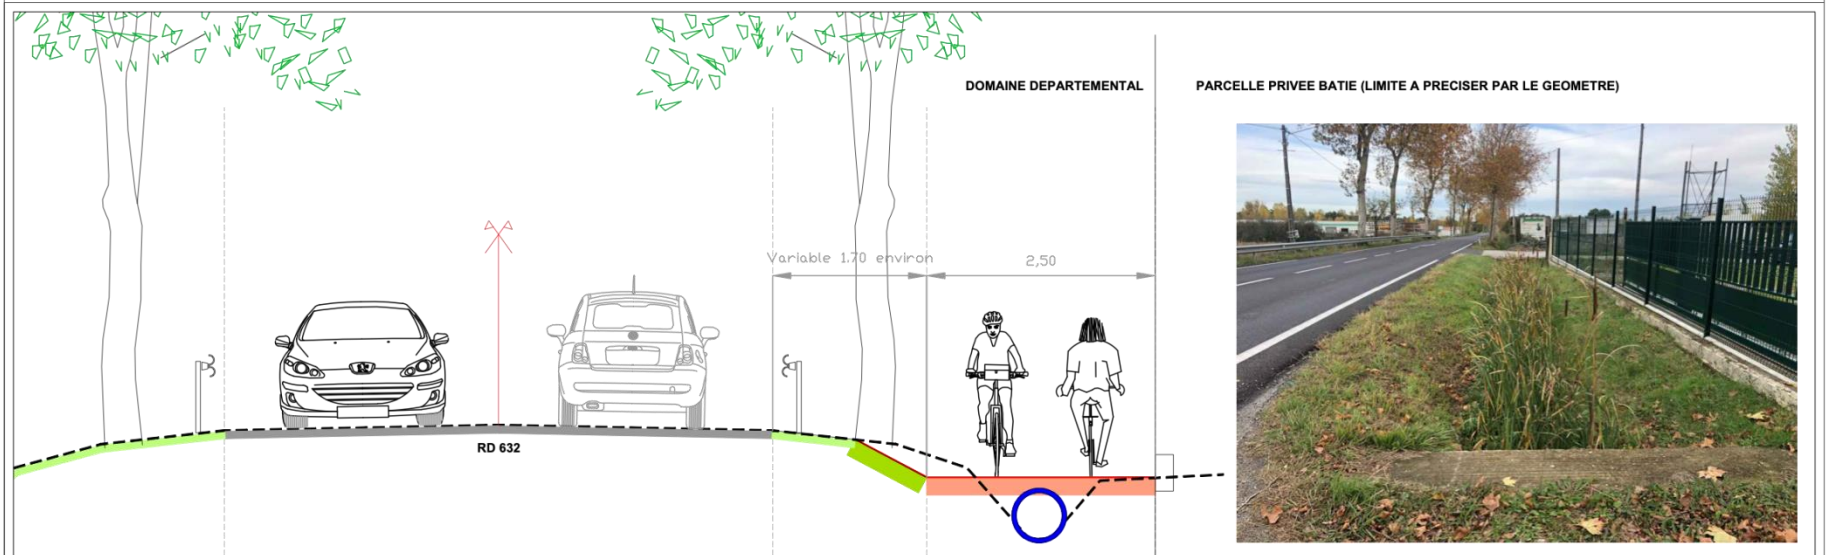 DOMAINE DEPARTEMENTAL
PARCELLE PRIVEE BATIE (LIMITE A PRECISER PAR LE GEOMETRE)
Variable 1.70 environ
2,50
RD 632